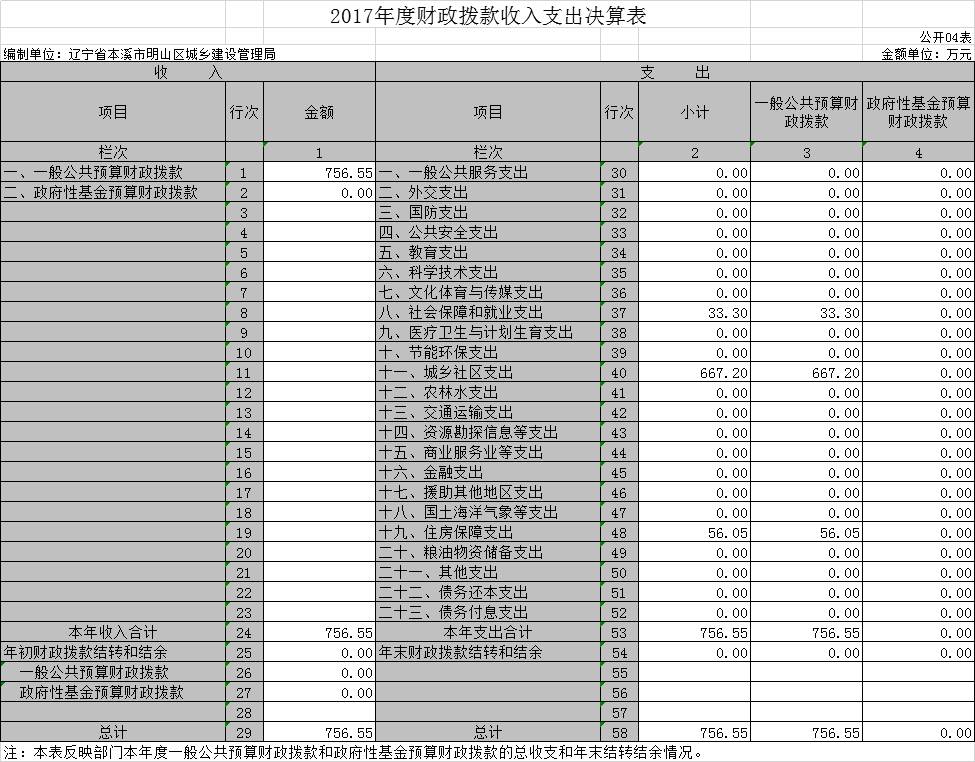 2017年度财政拨款收入支出决算表
公开04表
编制单位：辽宁省本溪市明山区城乡建设管理局 金额单位：万元
收 入 支 出
项目 行次 金额 项目 行次 小计 一般公共预算财政拨款 政府性基金预算财政拨款
栏次 1 栏次 2 3 4
一、一般公共预算财政拨款 1 756.55 一、一般公共服务支出 30 0.00 0.00 0.00
二、政府性基金预算财政拨款 2 0.00 二、外交支出 31 0.00 0.00 0.00
3 三、国防支出 32 0.00 0.00 0.00
4 四、公共安全支出 33 0.00 0.00 0.00
5 五、教育支出 34 0.00 0.00 0.00
6 六、科学技术支出 35 0.00 0.00 0.00
7 七、文化体育与传媒支出 36 0.00 0.00 0.00
8 八、社会保障和就业支出 37 33.30 33.30 0.00
9 九、医疗卫生与计划生育支出 38 0.00 0.00 0.00
10 十、节能环保支出 39 0.00 0.00 0.00
11 十一、城乡社区支出 40 667.20 667.20 0.00
12 十二、农林水支出 41 0.00 0.00 0.00
13 十三、交通运输支出 42 0.00 0.00 0.00
14 十四、资源勘探信息等支出 43 0.00 0.00 0.00
15 十五、商业服务业等支出 44 0.00 0.00 0.00
16 十六、金融支出 45 0.00 0.00 0.00
17 十七、援助其他地区支出 46 0.00 0.00 0.00
18 十八、国土海洋气象等支出 47 0.00 0.00 0.00
19 十九、住房保障支出 48 56.05 56.05 0.00
20 二十、粮油物资储备支出 49 0.00 0.00 0.00
21 二十一、其他支出 50 0.00 0.00 0.00
22 二十二、债务还本支出 51 0.00 0.00 0.00
23 二十三、债务付息支出 52 0.00 0.00 0.00
本年收入合计 24 756.55 本年支出合计 53 756.55 756.55 0.00
年初财政拨款结转和结余 25 0.00 年末财政拨款结转和结余 54 0.00 0.00 0.00
一般公共预算财政拨款 26 0.00 55
政府性基金预算财政拨款 27 0.00 56
28 57
总计 29 756.55 总计 58 756.55 756.55 0.00
注：本表反映部门本年度一般公共预算财政拨款和政府性基金预算财政拨款的总收支和年末结转结余情况。